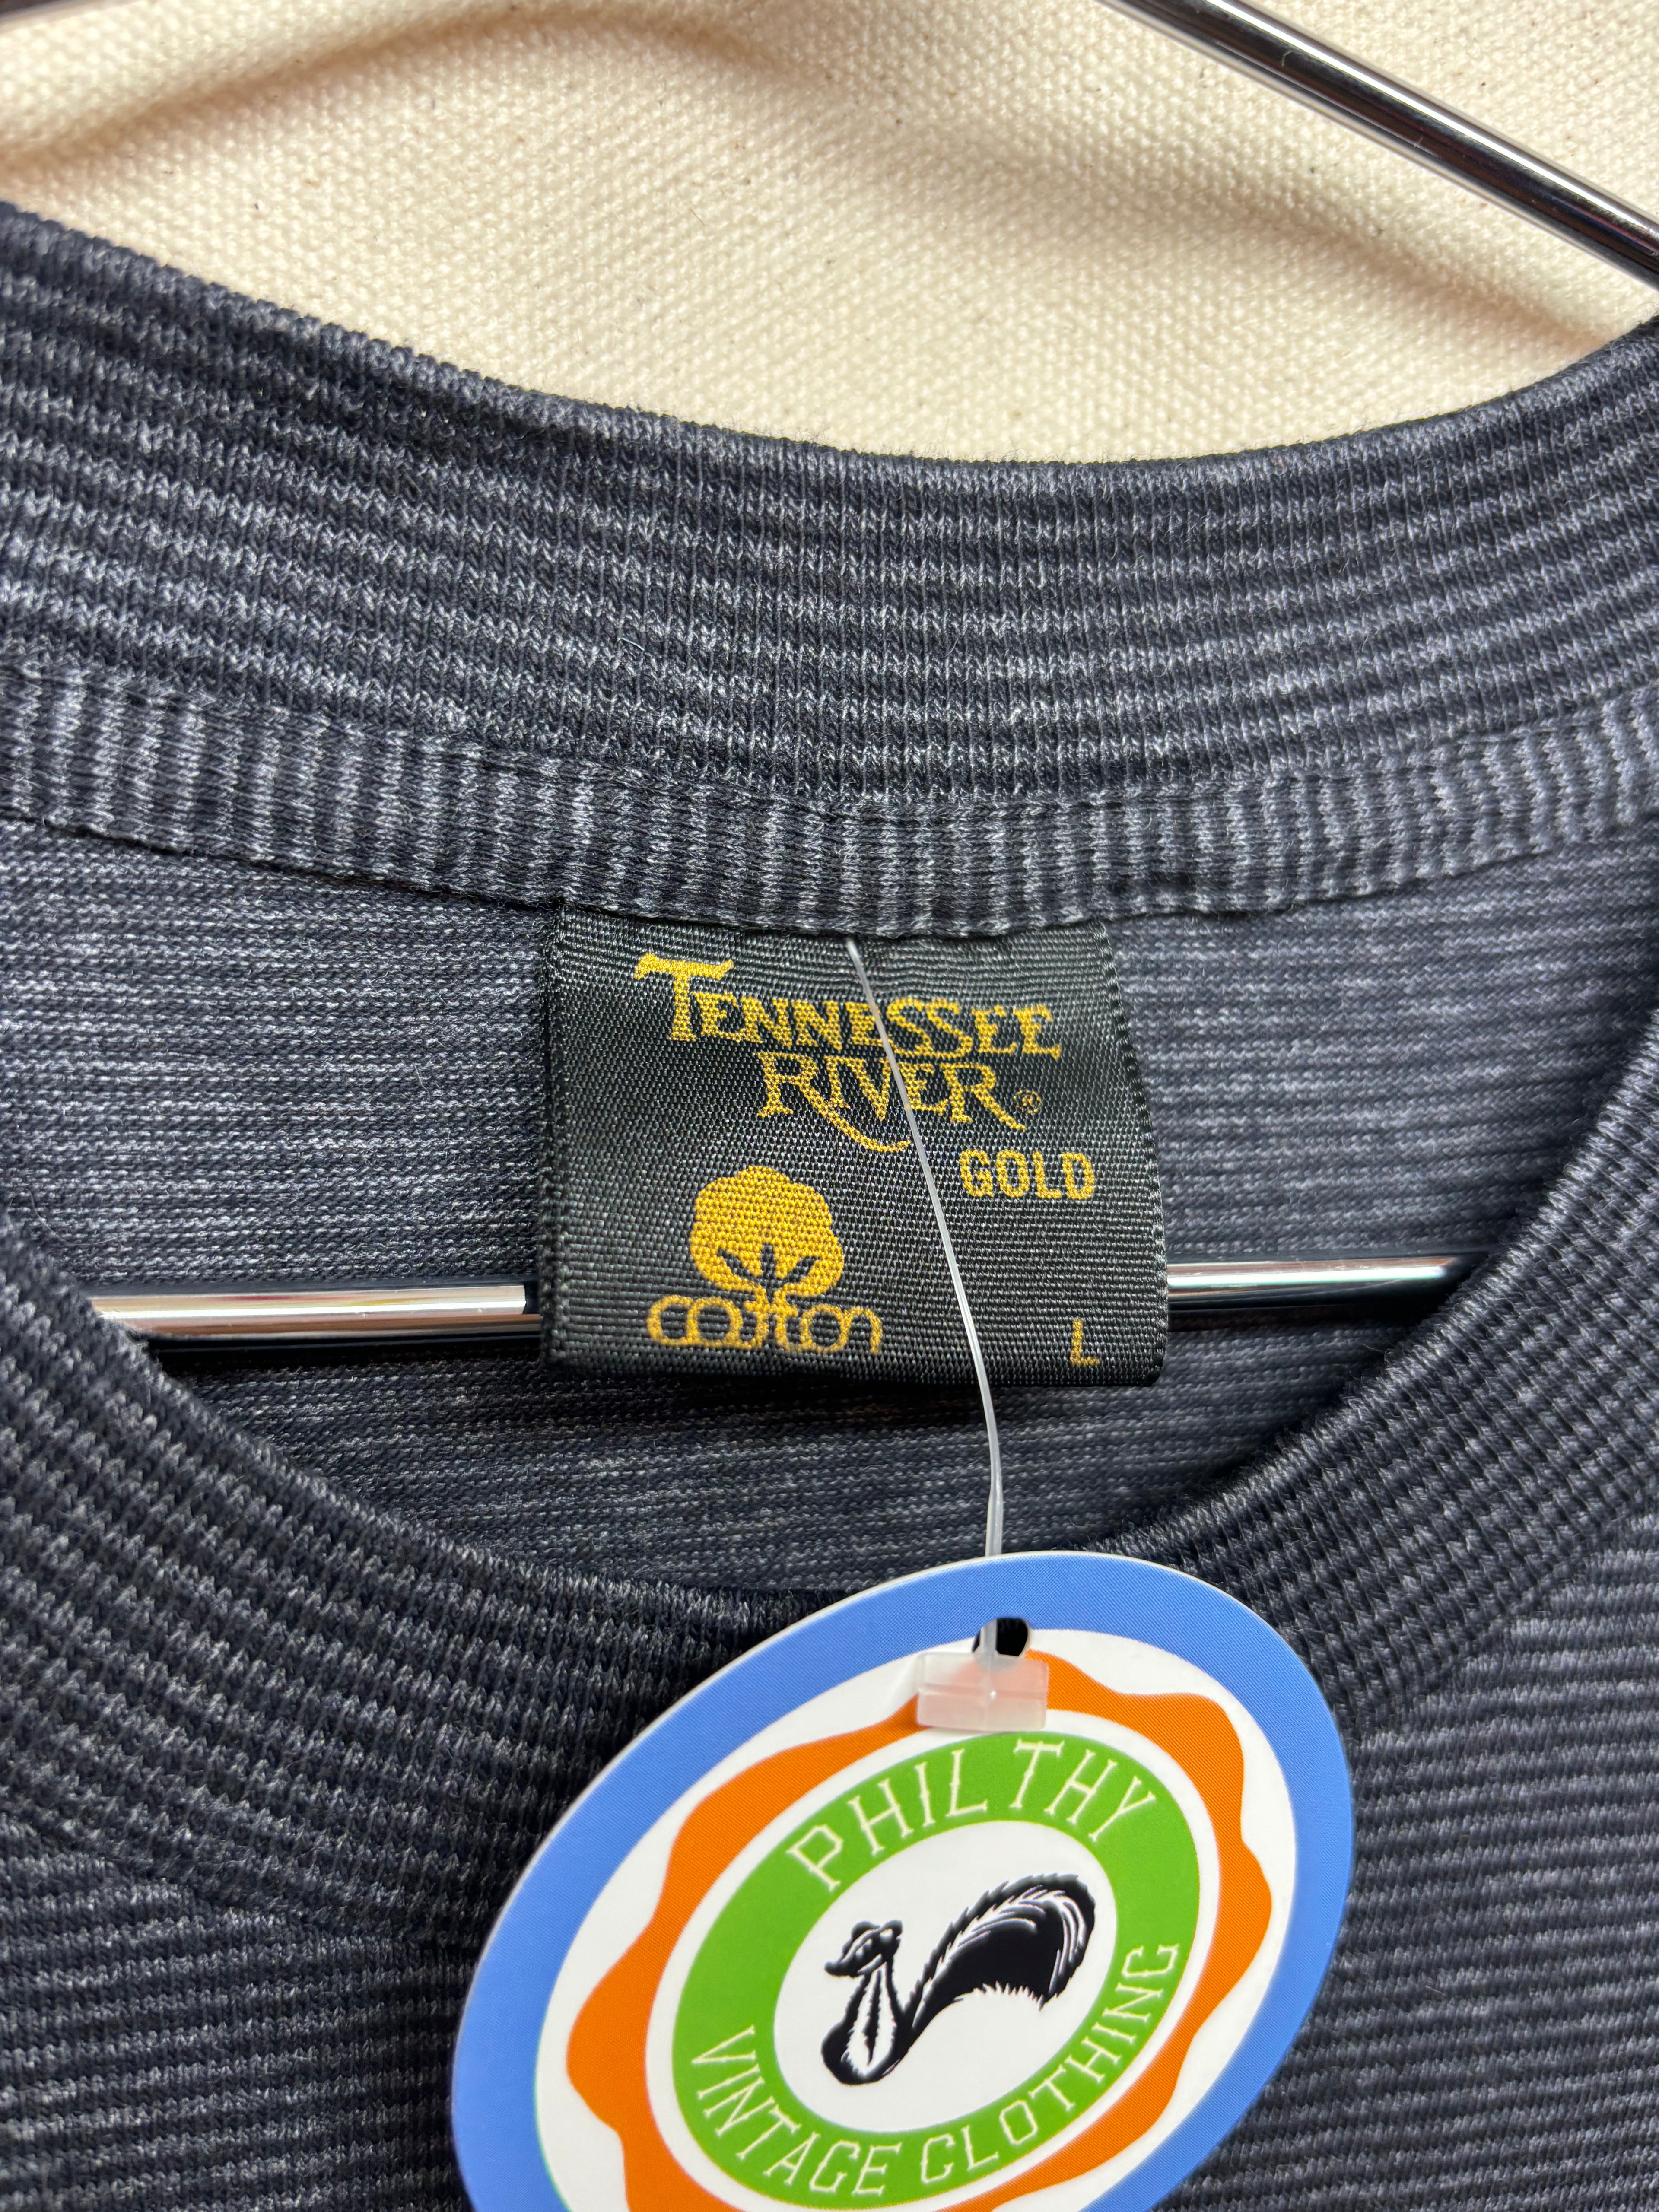 TENNESSEE
RIVER®
GOLD
cotton
L
PHILTHY
VINTAGE CLOTHING